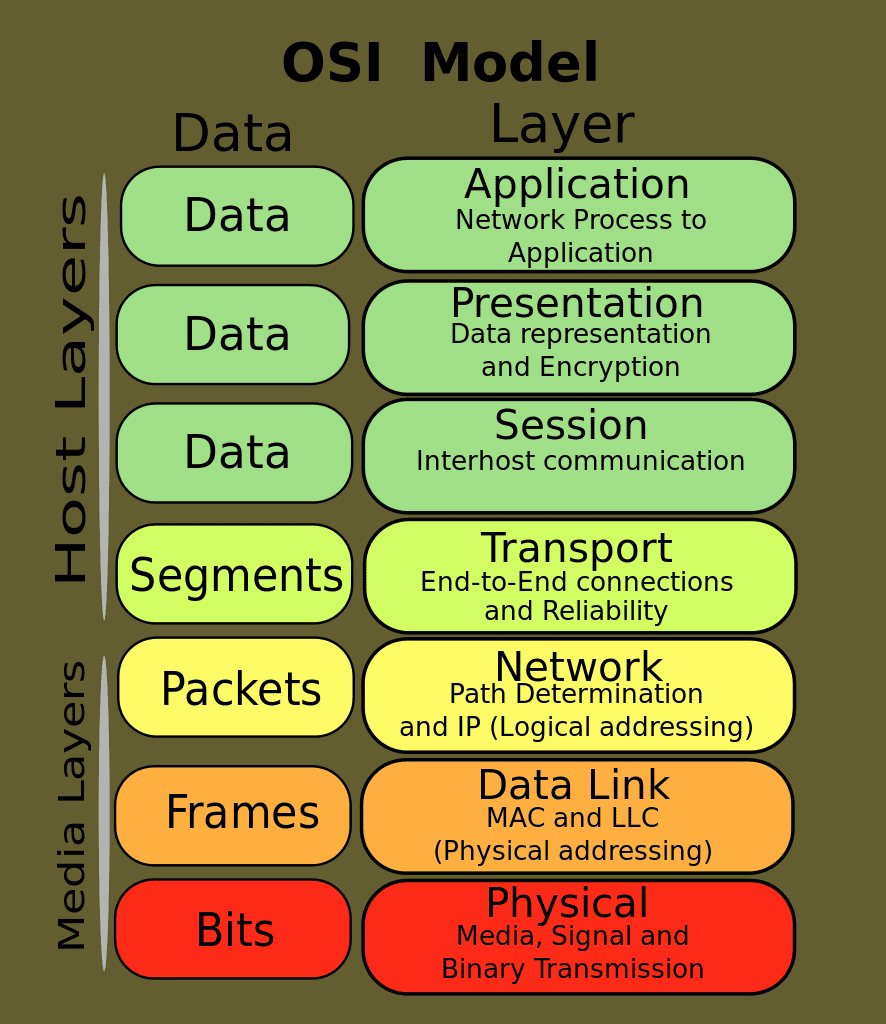 OSI Model
Data
Layer
Host Layers
Data
Application
Network Process to
Application
Data
Presentation
Data representation
and Encryption
Data
Session
Interhost communication
Segments
Transport
End-to-End connections
and Reliability
Media Layers
Packets
Network
Path Determination
and IP (Logical addressing)
Frames
Data Link
MAC and LLC
(Physical addressing)
Bits
Physical
Media, Signal and
Binary Transmission